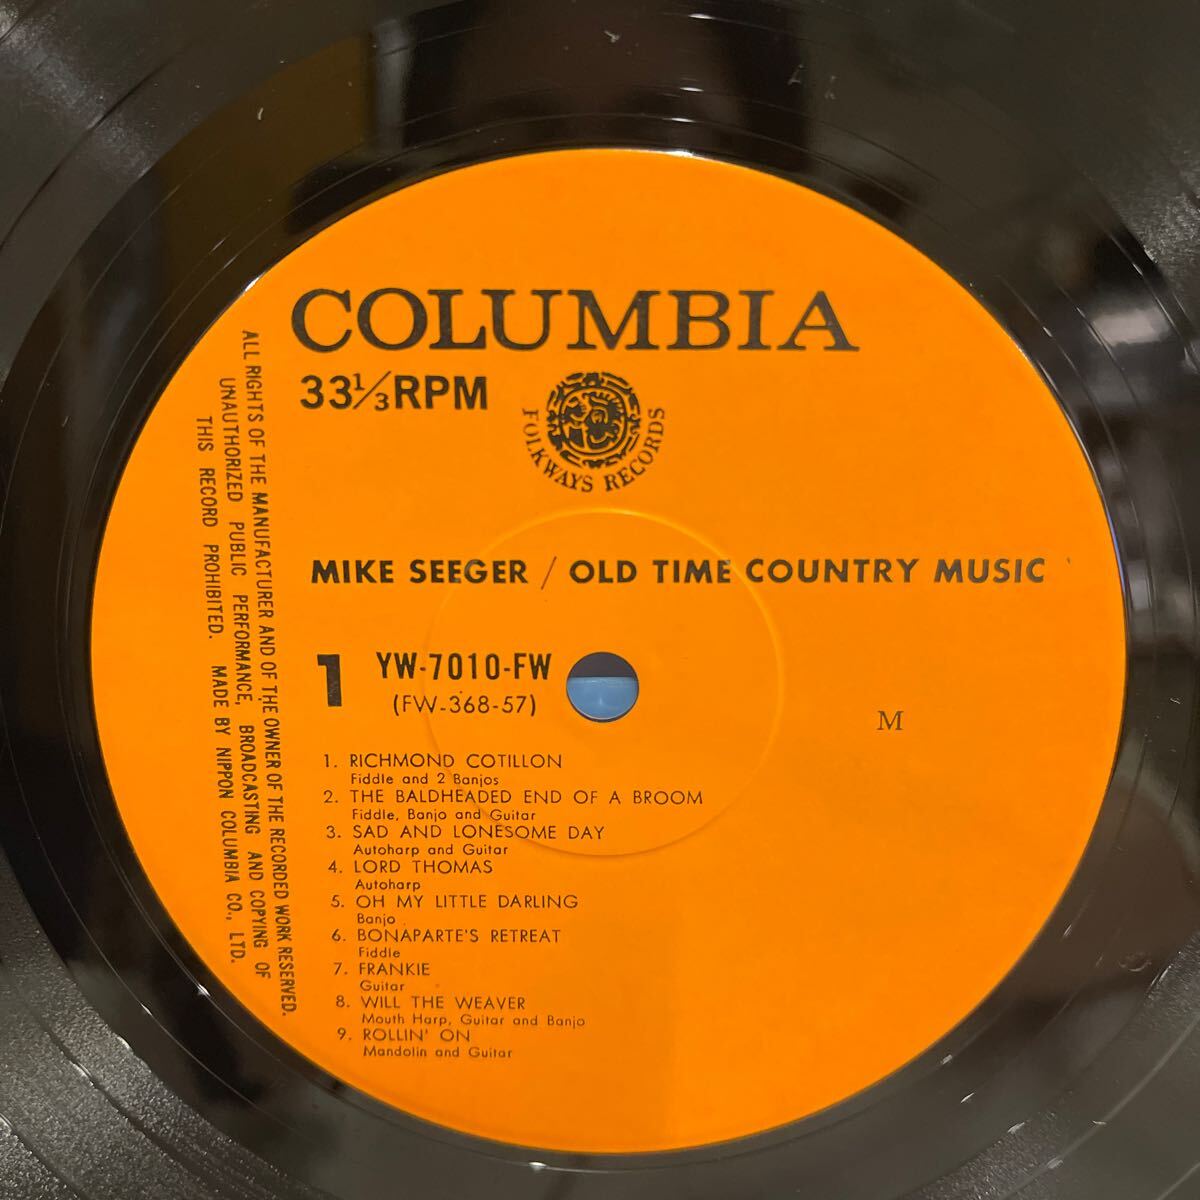 COLUMBIA
33 1/3 RPM
FOLKWAYS RECORDS
MIKE SEEGER / OLD TIME COUNTRY MUSIC
1
YW-7010-FW
(FW-368-57)
M
1. RICHMOND COTILLON
Fiddle and 2 Banjos
2. THE BALDHEADED END OF A BROOM
Fiddle, Banjo and Guitar
3. SAD AND LONESOME DAY
Autoharp and Guitar
4. LORD THOMAS
Autoharp
5. OH MY LITTLE DARLING
Banjo
6. BONAPARTE'S RETREAT
Fiddle
7. FRANKIE
Guitar
8. WILL THE WEAVER
Mouth Harp, Guitar and Banjo
9. ROLLIN' ON
Mandolin and Guitar
ALL RIGHTS OF THE MANUFACTURER AND OF THE OWNER OF THE RECORDED WORK RESERVED.
UNAUTHORIZED PUBLIC PERFORMANCE, BROADCASTING AND COPYING OF
THIS RECORD PROHIBITED. MADE BY NIPPON COLUMBIA CO., LTD.